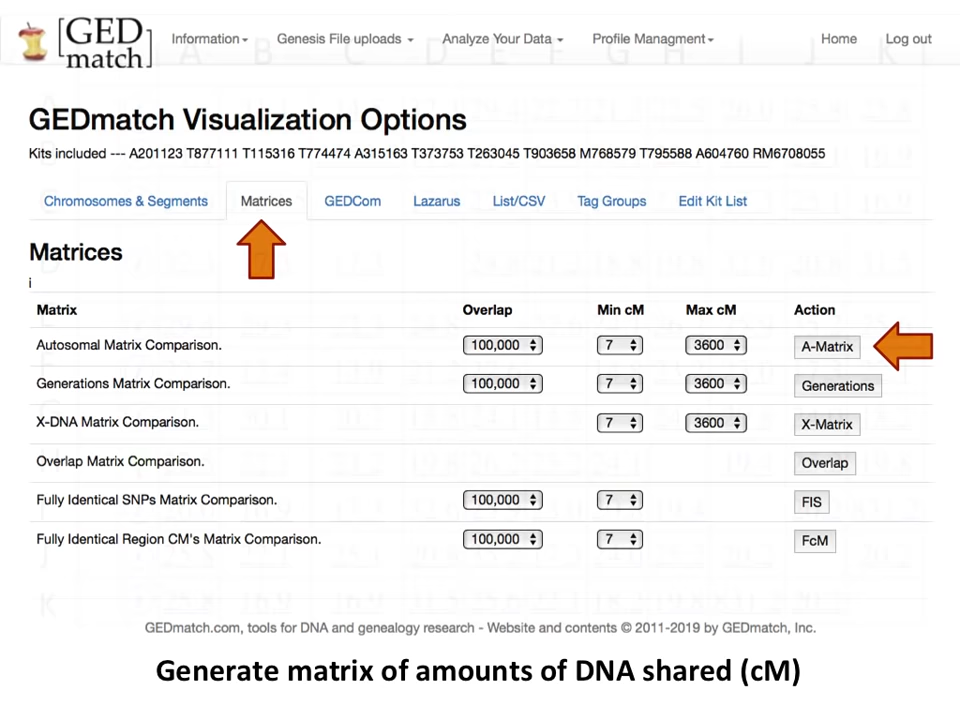 [GED
match]
Information
Genesis File uploads
Analyze Your Data
Profile Managment
Home
Log out
GEDmatch Visualization Options
Kits included --- A201123 T877111 T115316 T774474 A315163 T373753 T263045 T903658 M768579 T795588 A604760 RM6708055
Chromosomes & Segments
Matrices
GEDCom
Lazarus
List/CSV
Tag Groups
Edit Kit List
Matrices
i
Matrix Overlap Min cM Max cM Action
Autosomal Matrix Comparison. 100,000 7 3600 A-Matrix
Generations Matrix Comparison. 100,000 7 3600 Generations
X-DNA Matrix Comparison. 7 3600 X-Matrix
Overlap Matrix Comparison. Overlap
Fully Identical SNPs Matrix Comparison. 100,000 7 FIS
Fully Identical Region CM's Matrix Comparison. 100,000 7 FcM
GEDmatch.com, tools for DNA and genealogy research - Website and contents © 2011-2019 by GEDmatch, Inc.
Generate matrix of amounts of DNA shared (cM)